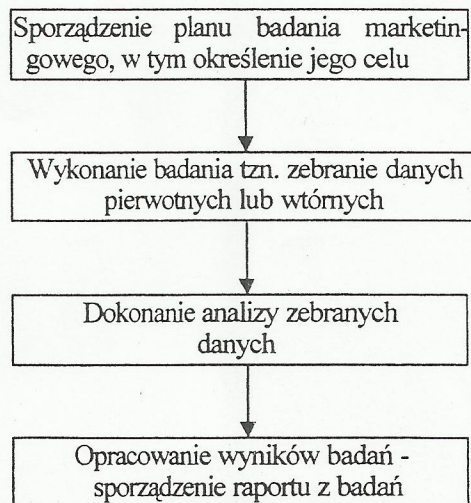 Sporządzenie planu badania marketin-
gowego, w tym określenie jego celu
Wykonanie badania tzn. zebranie danych
pierwotnych lub wtórnych
Dokonanie analizy zebranych
danych
Opracowanie wyników badań -
sporządzenie raportu z badań